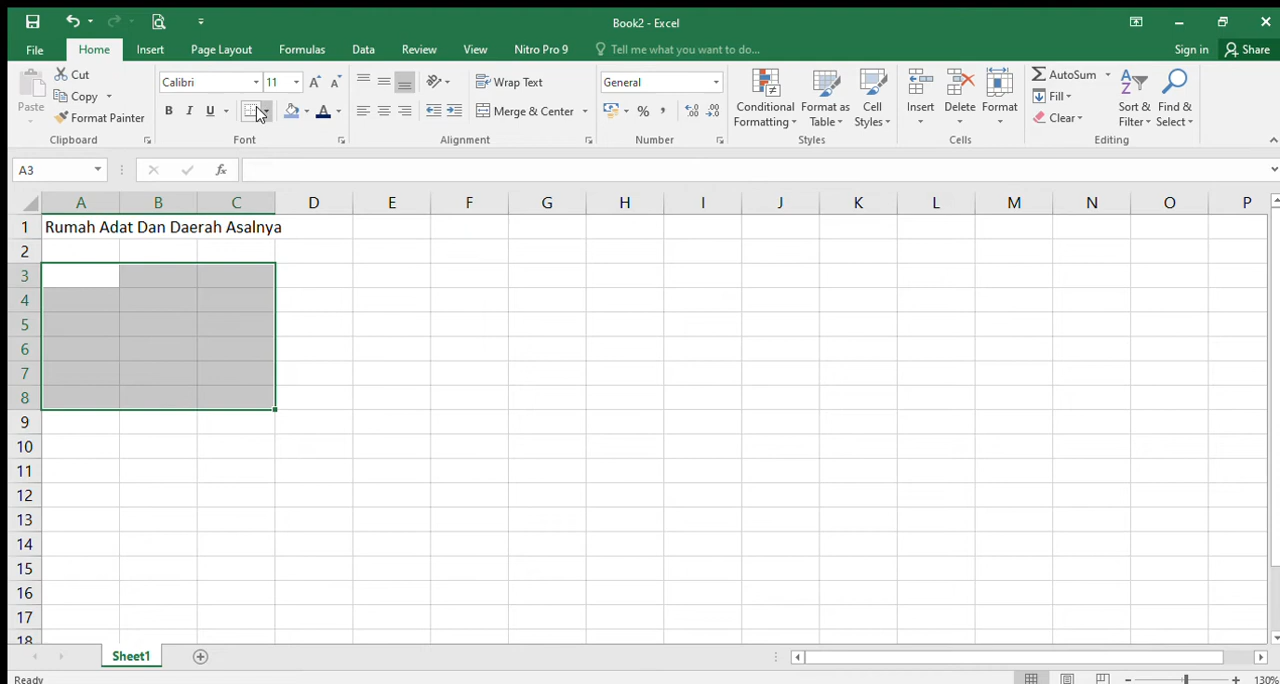 Book2 - Excel
File Home Insert Page Layout Formulas Data Review View Nitro Pro 9 Tell me what you want to do... Sign in Share
Paste
Cut
Copy
Format Painter
Clipboard
Calibri 11
B I U A
Font
Wrap Text
Merge & Center
Alignment
General
% ,
Number
Conditional Formatting
Format as Table
Cell Styles
Styles
Insert Delete Format
Cells
AutoSum
Fill
Clear
Sort & Filter
Find & Select
Editing
A3 fx
A B C D E F G H I J K L M N O P
1 Rumah Adat Dan Daerah Asalnya
2
3
4
5
6
7
8
9
10
11
12
13
14
15
16
17
18
Sheet1
Ready 130%